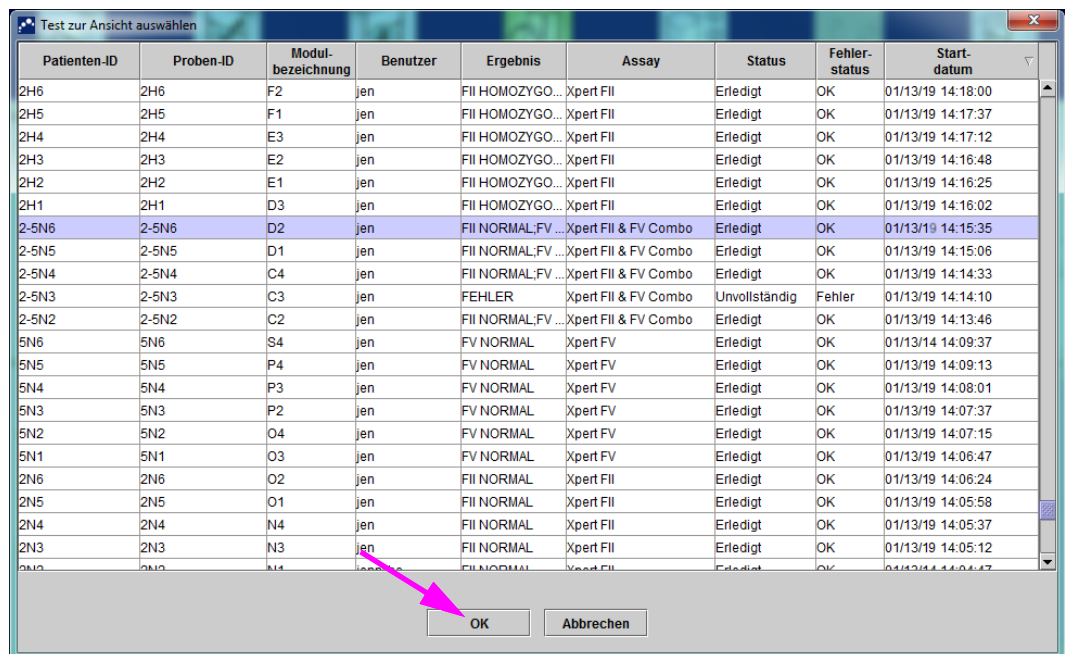 Test zur Ansicht auswählen
Patienten-ID Proben-ID Modul-bezeichnung Benutzer Ergebnis Assay Status Fehler-status Start-datum
2H6 2H6 F2 jen FII HOMOZYGO... Xpert FII Erledigt OK 01/13/19 14:18:00
2H5 2H5 F1 jen FII HOMOZYGO... Xpert FII Erledigt OK 01/13/19 14:17:37
2H4 2H4 E3 jen FII HOMOZYGO... Xpert FII Erledigt OK 01/13/19 14:17:12
2H3 2H3 E2 jen FII HOMOZYGO... Xpert FII Erledigt OK 01/13/19 14:16:48
2H2 2H2 E1 jen FII HOMOZYGO... Xpert FII Erledigt OK 01/13/19 14:16:25
2H1 2H1 D3 jen FII HOMOZYGO... Xpert FII Erledigt OK 01/13/19 14:16:02
2-5N6 2-5N6 D2 jen FII NORMAL;FV ... Xpert FII & FV Combo Erledigt OK 01/13/19 14:15:35
2-5N5 2-5N5 D1 jen FII NORMAL;FV ... Xpert FII & FV Combo Erledigt OK 01/13/19 14:15:06
2-5N4 2-5N4 C4 jen FII NORMAL;FV ... Xpert FII & FV Combo Erledigt OK 01/13/19 14:14:33
2-5N3 2-5N3 C3 jen FEHLER Xpert FII & FV Combo Unvollständig Fehler 01/13/19 14:14:10
2-5N2 2-5N2 C2 jen FII NORMAL;FV ... Xpert FII & FV Combo Erledigt OK 01/13/19 14:13:46
5N6 5N6 S4 jen FV NORMAL Xpert FV Erledigt OK 01/13/14 14:09:37
5N5 5N5 P4 jen FV NORMAL Xpert FV Erledigt OK 01/13/19 14:09:13
5N4 5N4 P3 jen FV NORMAL Xpert FV Erledigt OK 01/13/19 14:08:01
5N3 5N3 P2 jen FV NORMAL Xpert FV Erledigt OK 01/13/19 14:07:37
5N2 5N2 O4 jen FV NORMAL Xpert FV Erledigt OK 01/13/19 14:07:15
5N1 5N1 O3 jen FV NORMAL Xpert FV Erledigt OK 01/13/19 14:06:47
2N6 2N6 O2 jen FII NORMAL Xpert FII Erledigt OK 01/13/19 14:06:24
2N5 2N5 O1 jen FII NORMAL Xpert FII Erledigt OK 01/13/19 14:05:58
2N4 2N4 N4 jen FII NORMAL Xpert FII Erledigt OK 01/13/19 14:05:37
2N3 2N3 N3 jen FII NORMAL Xpert FII Erledigt OK 01/13/19 14:05:12
OK Abbrechen